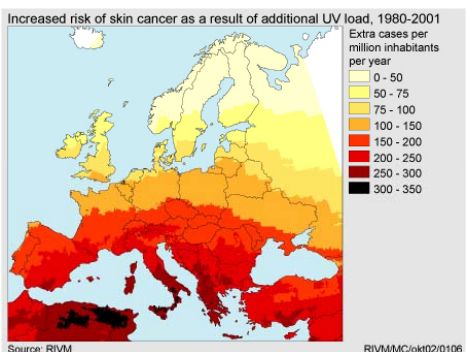 Increased risk of skin cancer as a result of additional UV load, 1980-2001
Extra cases per
million inhabitants
per year
0 - 50
50 - 75
75 - 100
100 - 150
150 - 200
200 - 250
250 - 300
300 - 350
Source: RIVM
RIVM/MC/okt02/0106